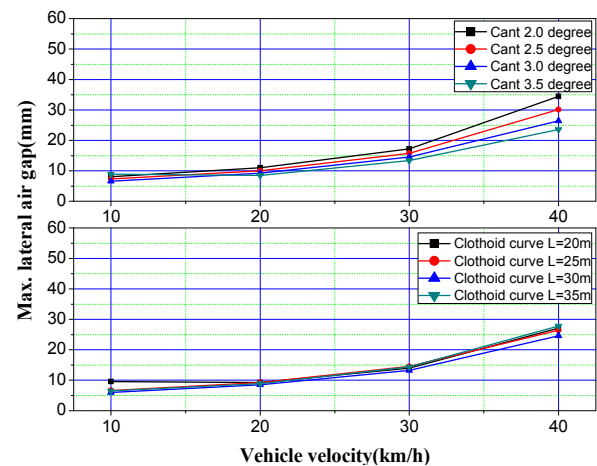 Max. lateral air gap(mm)
60
50
40
30
20
10
0
10
20
30
40
Cant 2.0 degree
Cant 2.5 degree
Cant 3.0 degree
Cant 3.5 degree
60
50
40
30
20
10
0
10
20
30
40
Clothoid curve L=20m
Clothoid curve L=25m
Clothoid curve L=30m
Clothoid curve L=35m
Vehicle velocity(km/h)